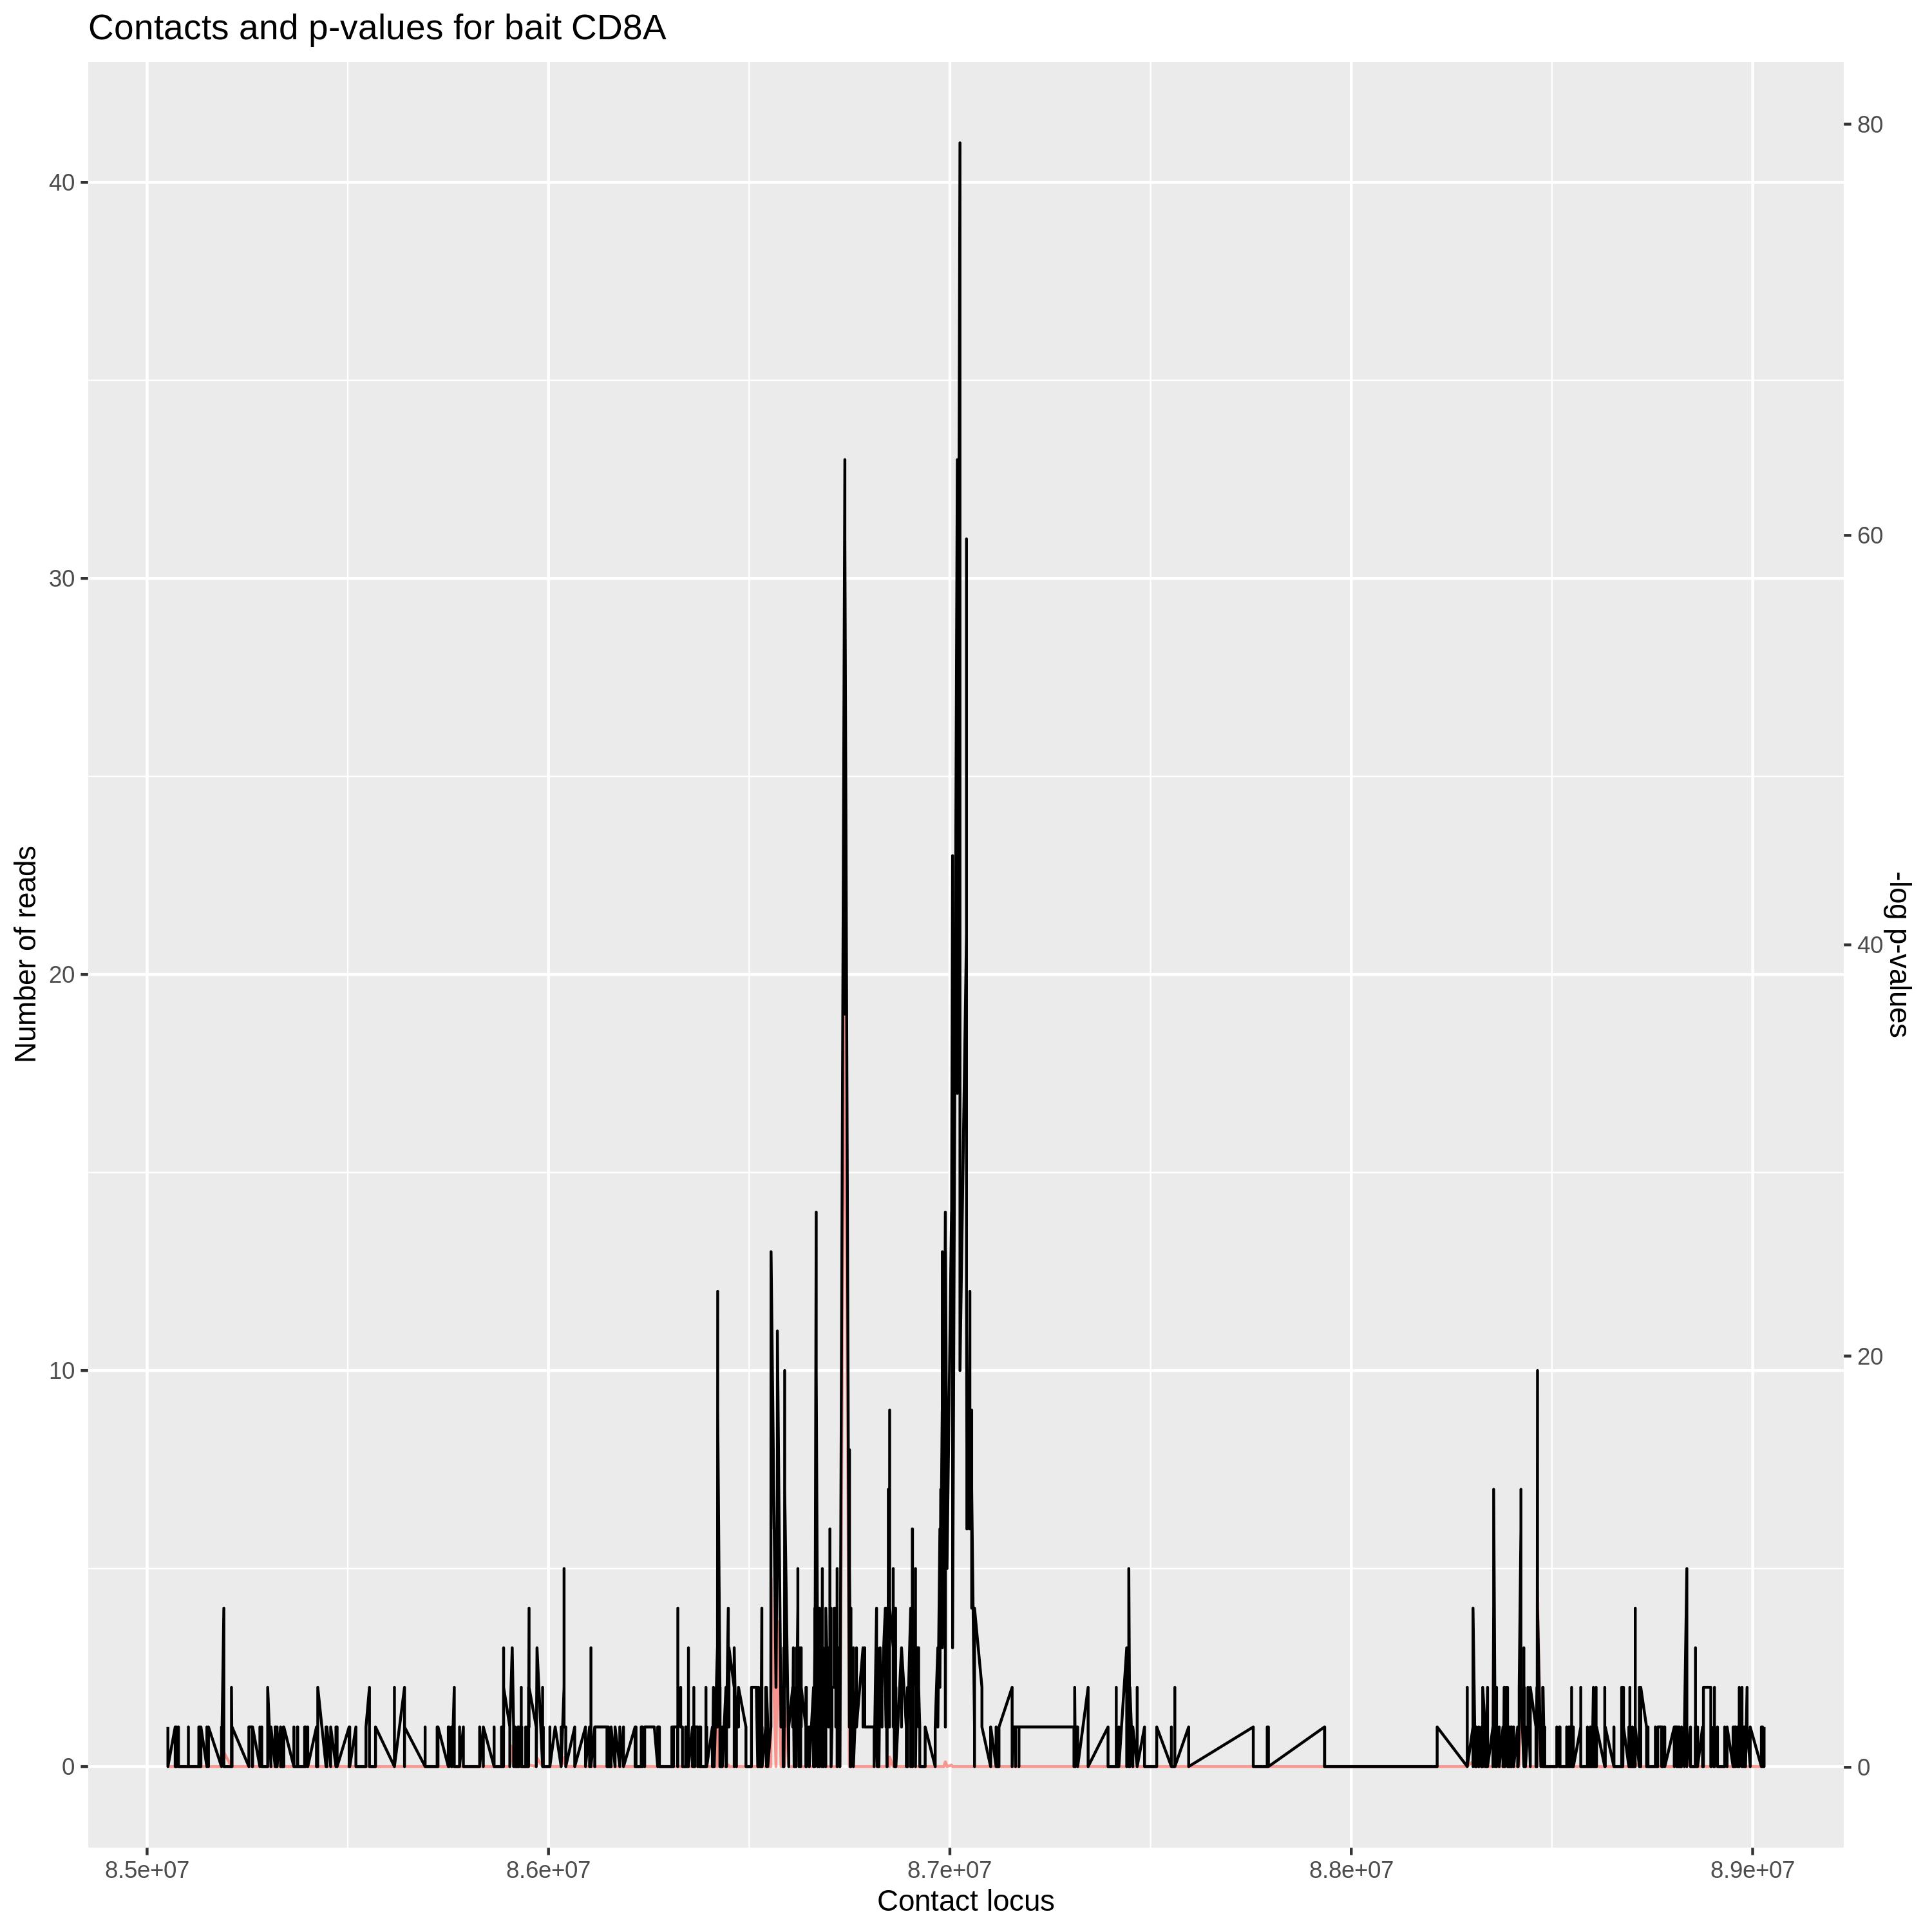 Contacts and p-values for bait CD8A
Number of reads
40
30
20
10
0
80
60
40
20
0
-log p-values
8.5e+07 8.6e+07 8.7e+07 8.8e+07 8.9e+07
Contact locus